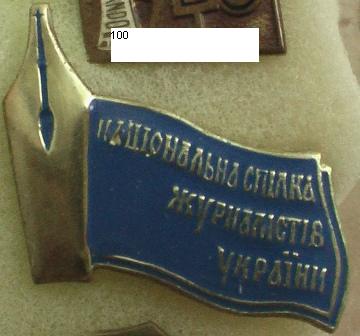 100
НАЦІОНАЛЬНА СПІЛКА
ЖУРНАЛІСТІВ
УКРАЇНИ